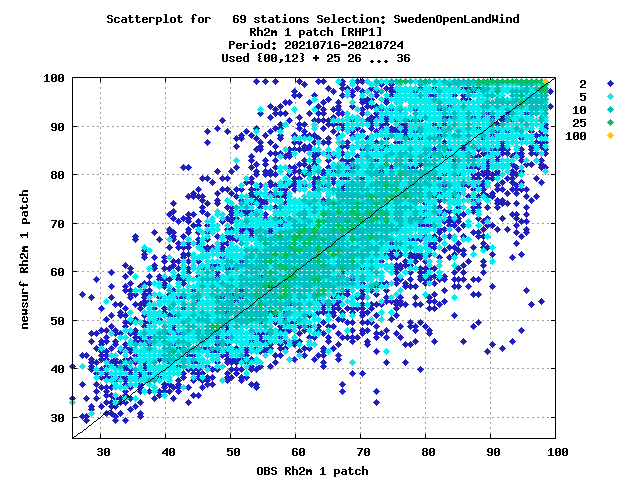 Scatterplot for 69 stations Selection: SwedenOpenLandWind
Rh2m 1 patch [RHP1]
Period: 20210716-20210724
Used {00,12} + 25 26 ... 36
100
90
80
70
60
50
40
30
newsurf Rh2m 1 patch
30 40 50 60 70 80 90 100
OBS Rh2m 1 patch
2
5
10
25
100